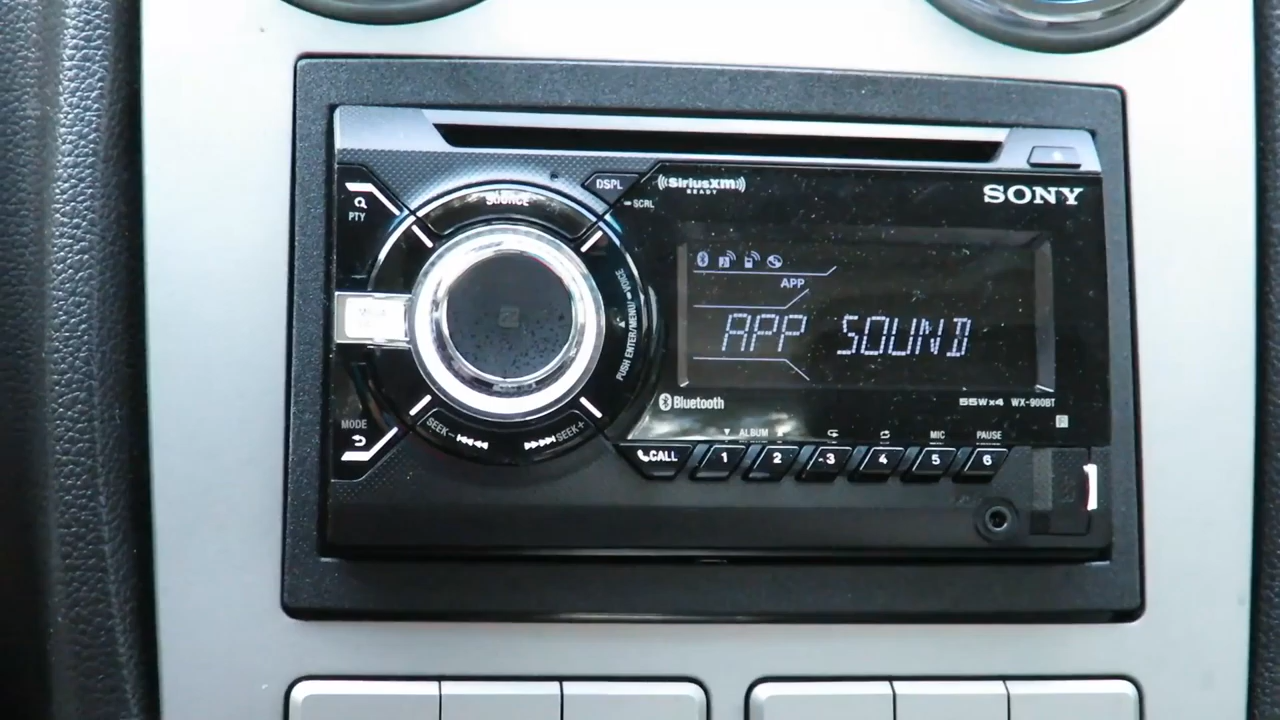 DSPL
SiriusXM
READY
SONY
SOURCE
SCRL
PTY
APP
APP SOUND
PUSH ENTER/MENU VOICE
Bluetooth
55W×4 WX-900BT
MODE
SEEK–
SEEK+
ALBUM
MIC
PAUSE
CALL 1 2 3 4 5 6